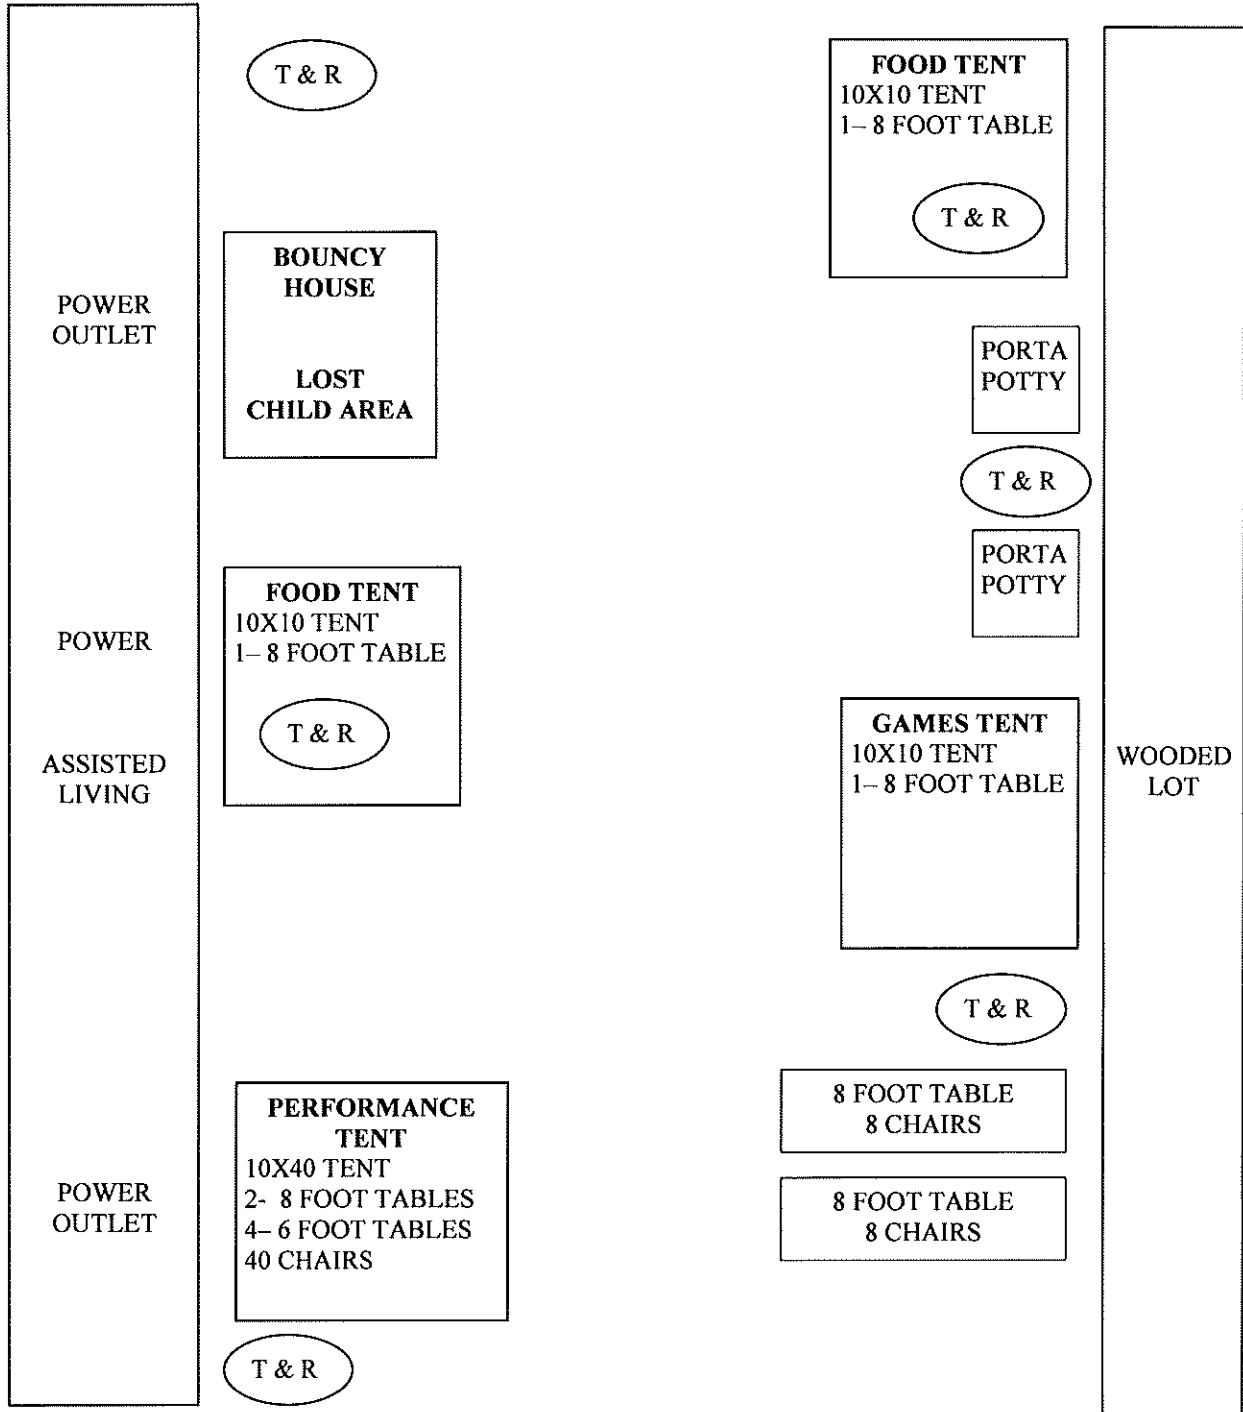 T & R
FOOD TENT
10X10 TENT
1– 8 FOOT TABLE
T & R
BOUNCY
HOUSE
LOST
CHILD AREA
POWER
OUTLET
PORTA
POTTY
T & R
PORTA
POTTY
FOOD TENT
10X10 TENT
1– 8 FOOT TABLE
T & R
POWER
ASSISTED
LIVING
GAMES TENT
10X10 TENT
1– 8 FOOT TABLE
WOODED
LOT
T & R
8 FOOT TABLE
8 CHAIRS
8 FOOT TABLE
8 CHAIRS
PERFORMANCE
TENT
10X40 TENT
2- 8 FOOT TABLES
4– 6 FOOT TABLES
40 CHAIRS
POWER
OUTLET
T & R